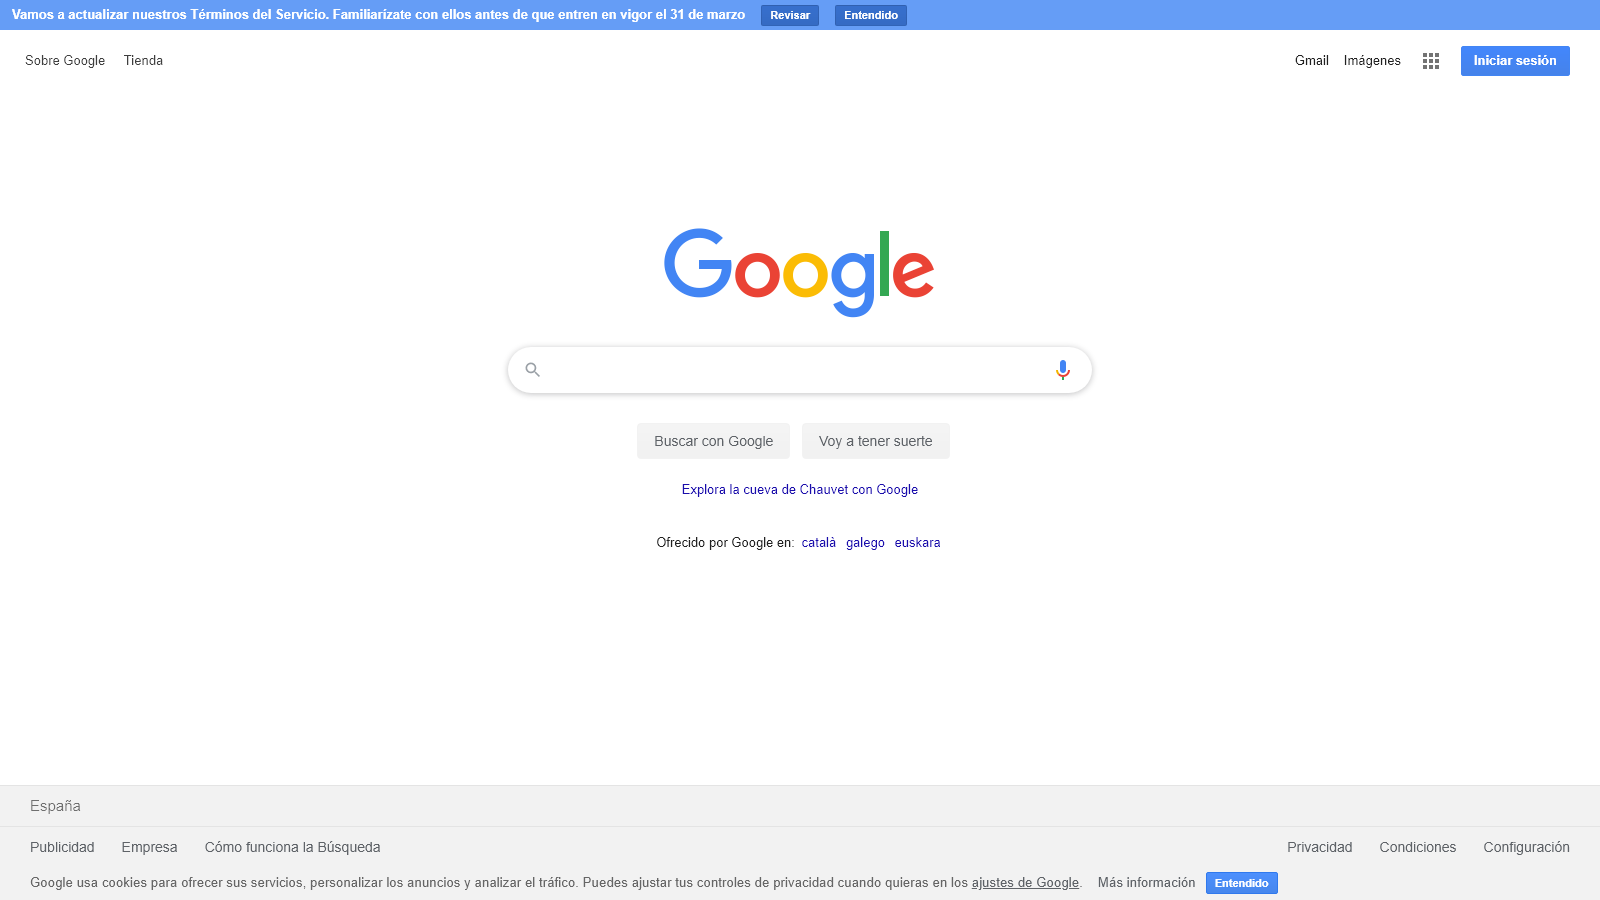 Vamos a actualizar nuestros Términos del Servicio. Familiarízate con ellos antes de que entren en vigor el 31 de marzo Revisar Entendido
Sobre Google Tienda Gmail Imágenes Iniciar sesión
Google
Buscar con Google Voy a tener suerte
Explora la cueva de Chauvet con Google
Ofrecido por Google en: català galego euskara
España
Publicidad Empresa Cómo funciona la Búsqueda Privacidad Condiciones Configuración
Google usa cookies para ofrecer sus servicios, personalizar los anuncios y analizar el tráfico. Puedes ajustar tus controles de privacidad cuando quieras en los ajustes de Google. Más información Entendido